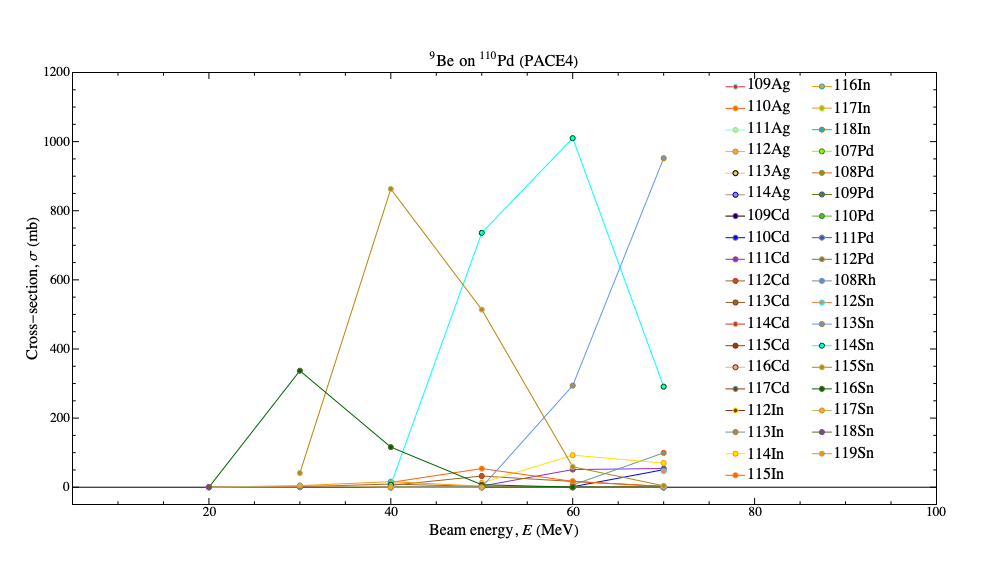 ⁹Be on ¹¹⁰Pd (PACE4)
1200
1000
800
600
400
200
0
Cross−section, σ (mb)
20
40
60
80
100
Beam energy, E (MeV)
109Ag
110Ag
111Ag
112Ag
113Ag
114Ag
109Cd
110Cd
111Cd
112Cd
113Cd
114Cd
115Cd
116Cd
117Cd
112In
113In
114In
115In
116In
117In
118In
107Pd
108Pd
109Pd
110Pd
111Pd
112Pd
108Rh
112Sn
113Sn
114Sn
115Sn
116Sn
117Sn
118Sn
119Sn